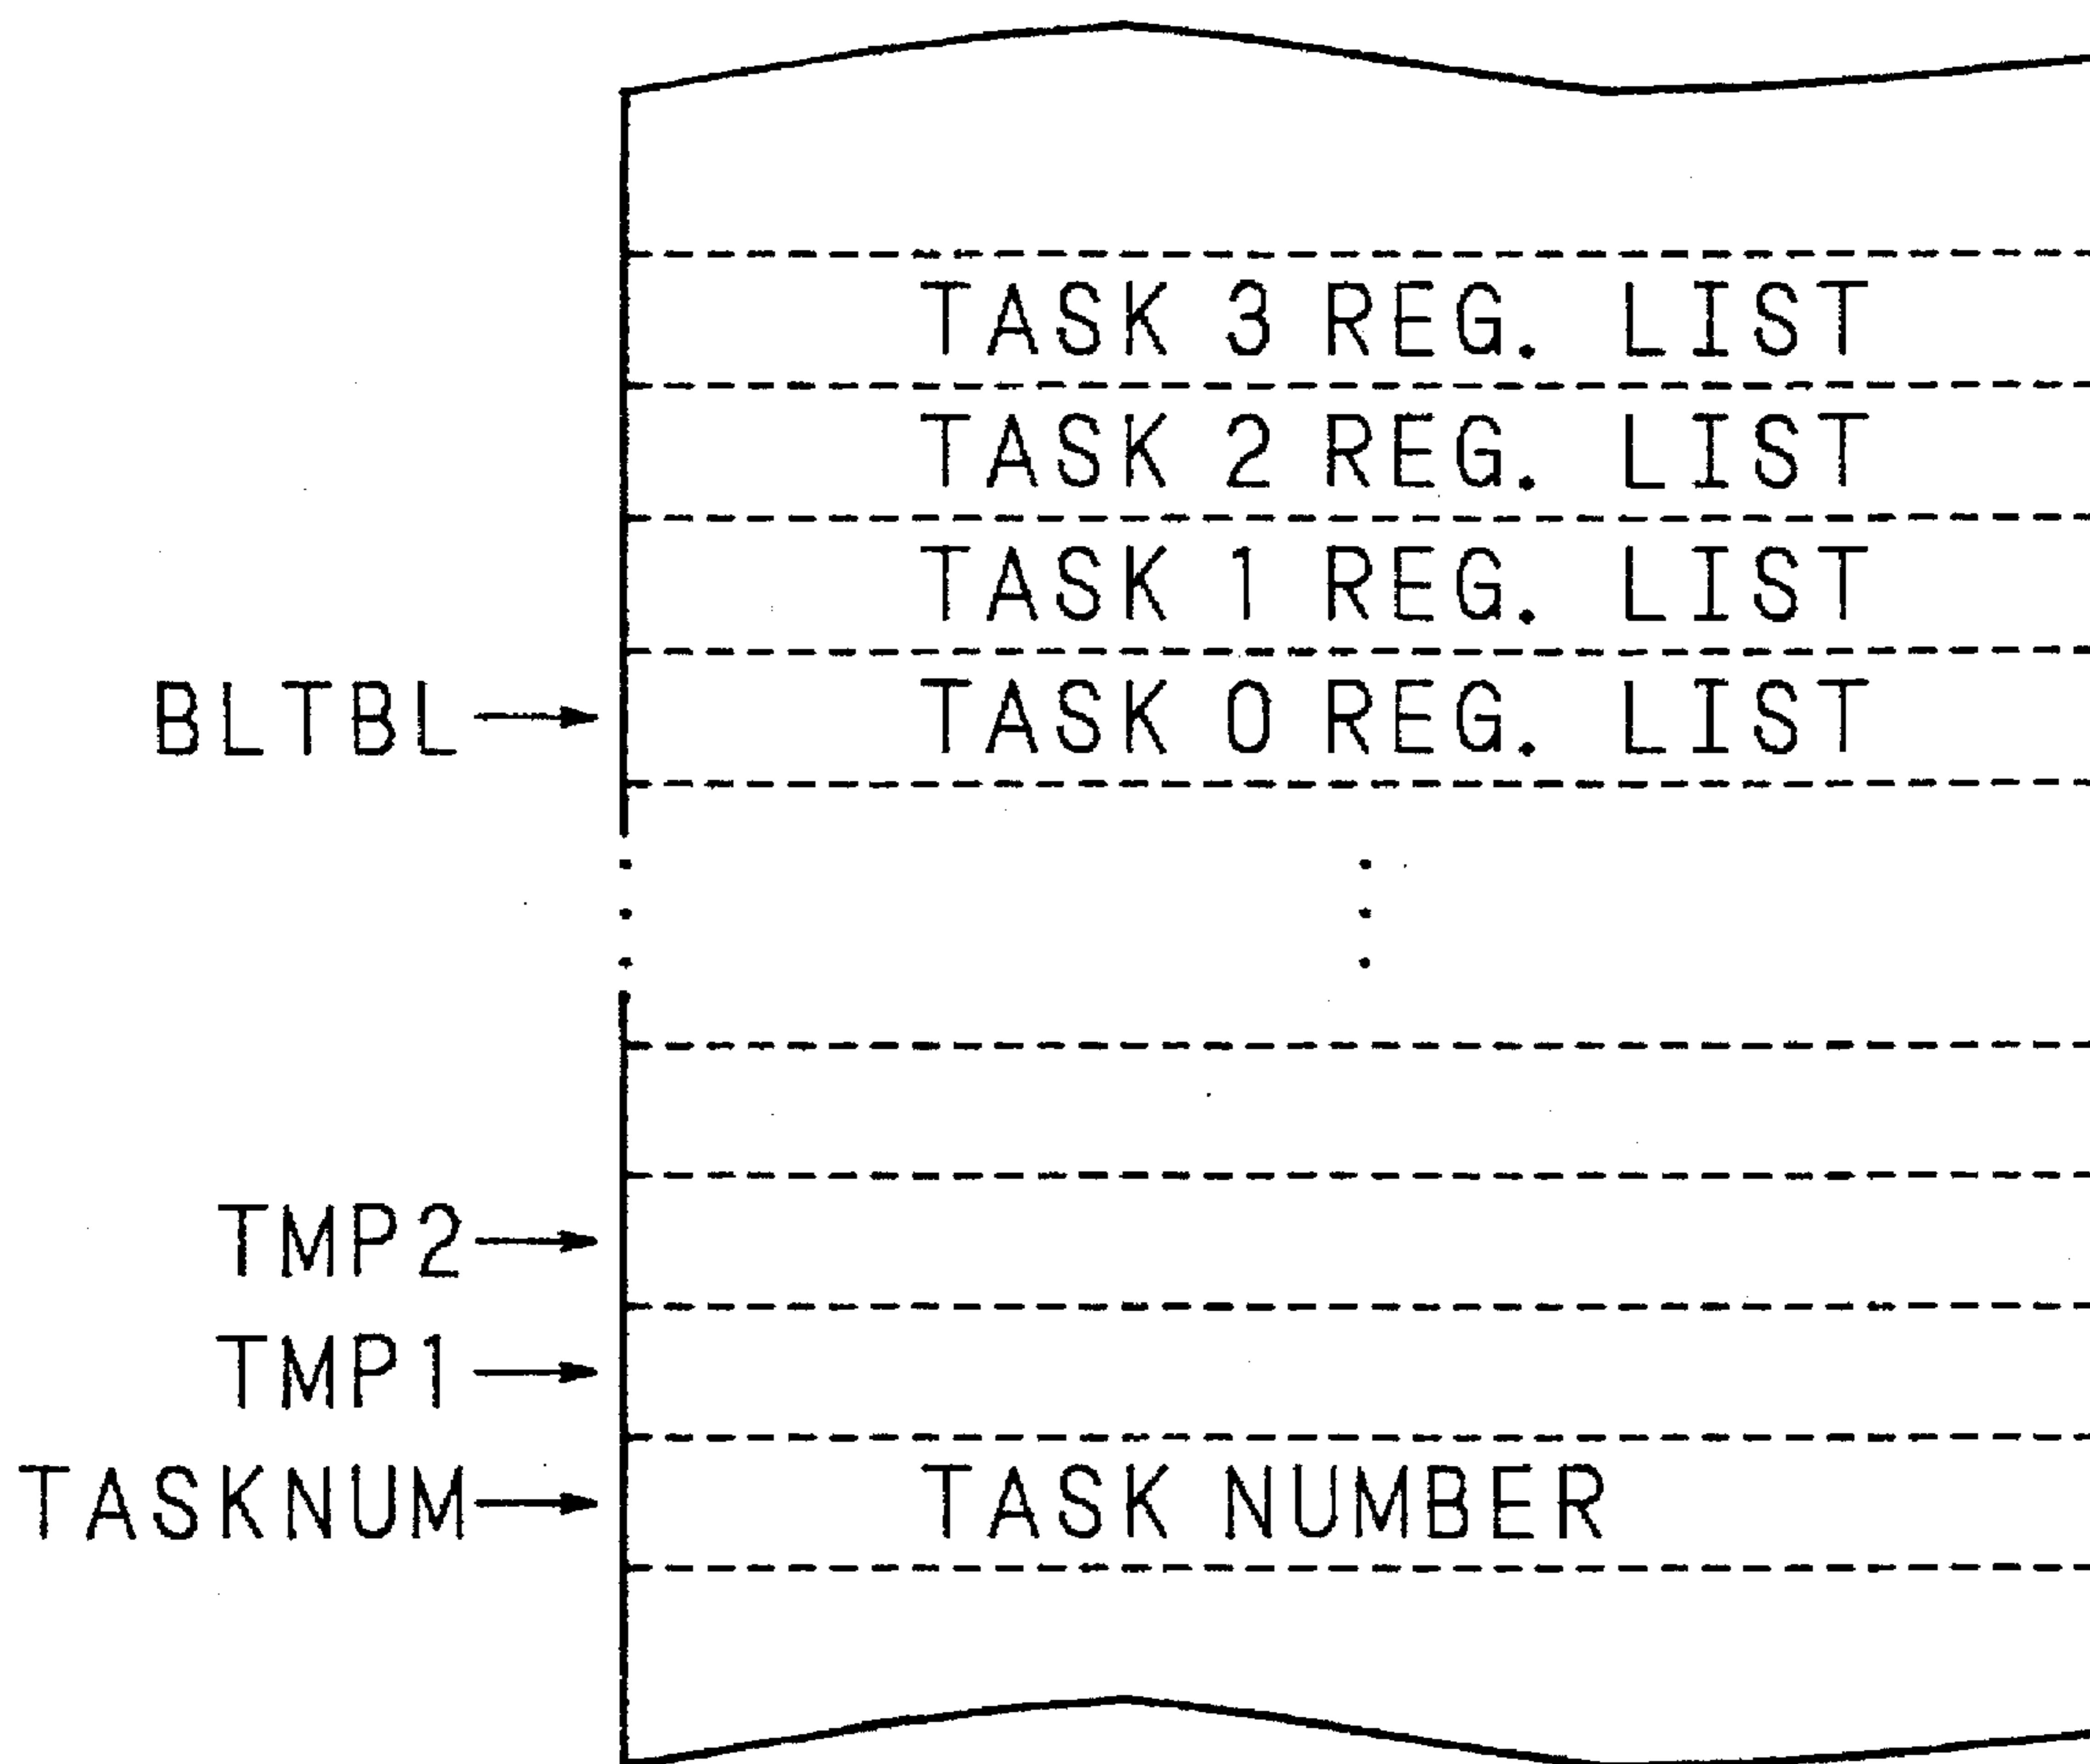 TASK 3 REG. LIST
TASK 2 REG. LIST
TASK 1 REG. LIST
BLTBL TASK 0 REG. LIST
TMP2
TMP1
TASKNUM TASK NUMBER